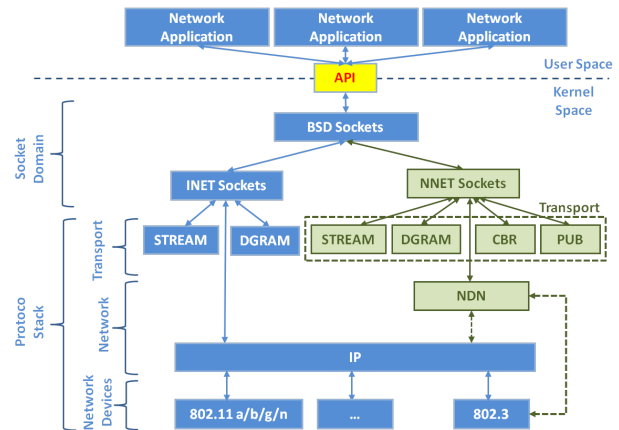 Network
Application
Network
Application
Network
Application
API
User Space
Kernel
Space
BSD Sockets
Socket
Domain
INET Sockets
NNET Sockets
Transport
STREAM
DGRAM
STREAM
DGRAM
CBR
PUB
Transport
Protoco
Stack
NDN
Network
IP
Network
Devices
802.11 a/b/g/n
...
802.3